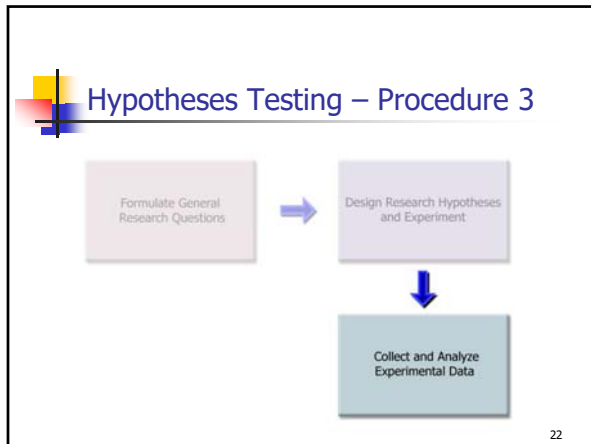 Hypotheses Testing – Procedure 3
Formulate General
Research Questions
Design Research Hypotheses
and Experiment
Collect and Analyze
Experimental Data
22